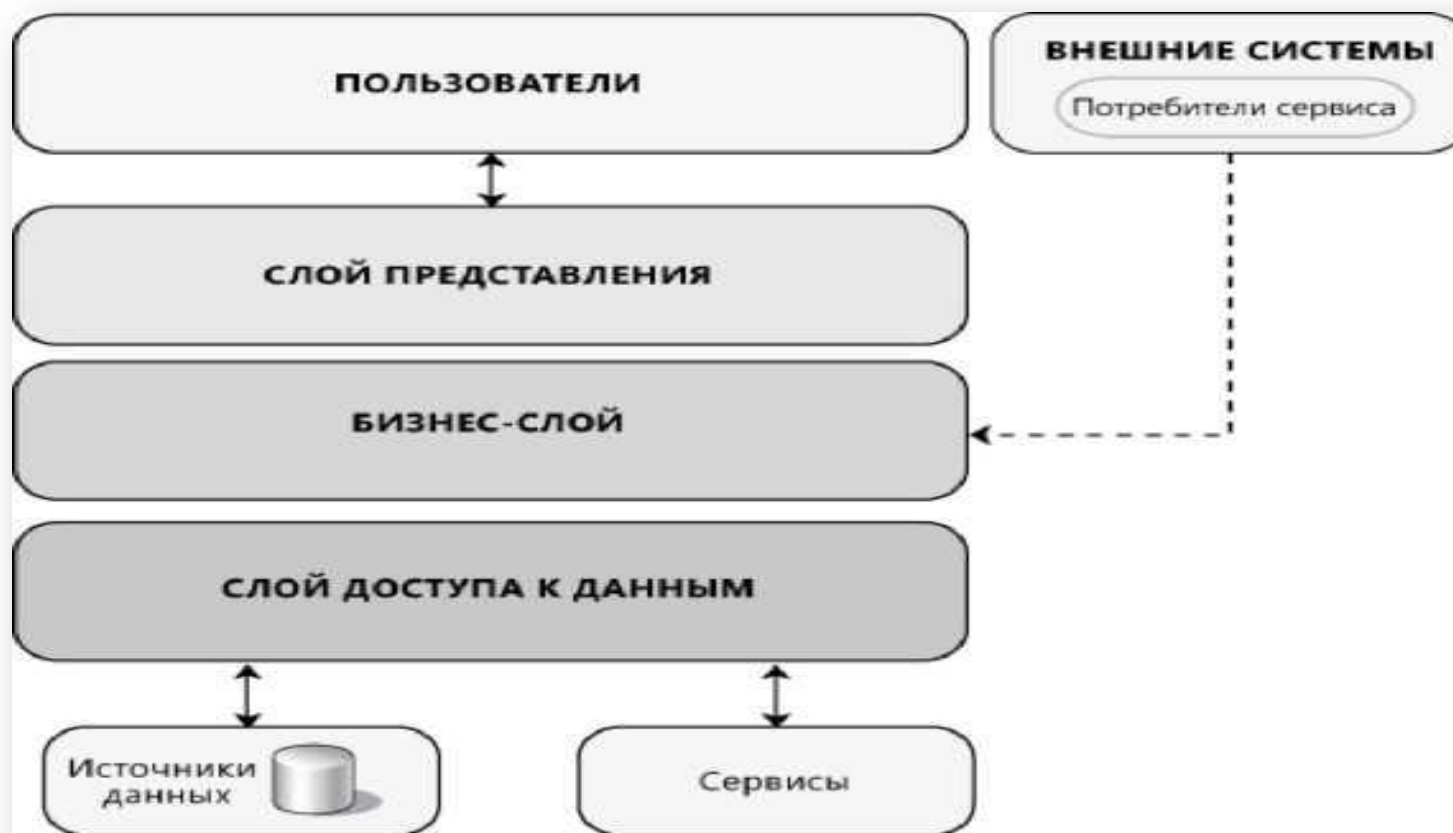 ПОЛЬЗОВАТЕЛИ
ВНЕШНИЕ СИСТЕМЫ
Потребители сервиса
СЛОЙ ПРЕДСТАВЛЕНИЯ
БИЗНЕС-СЛОЙ
СЛОЙ ДОСТУПА К ДАННЫМ
Источники
данных
Сервисы